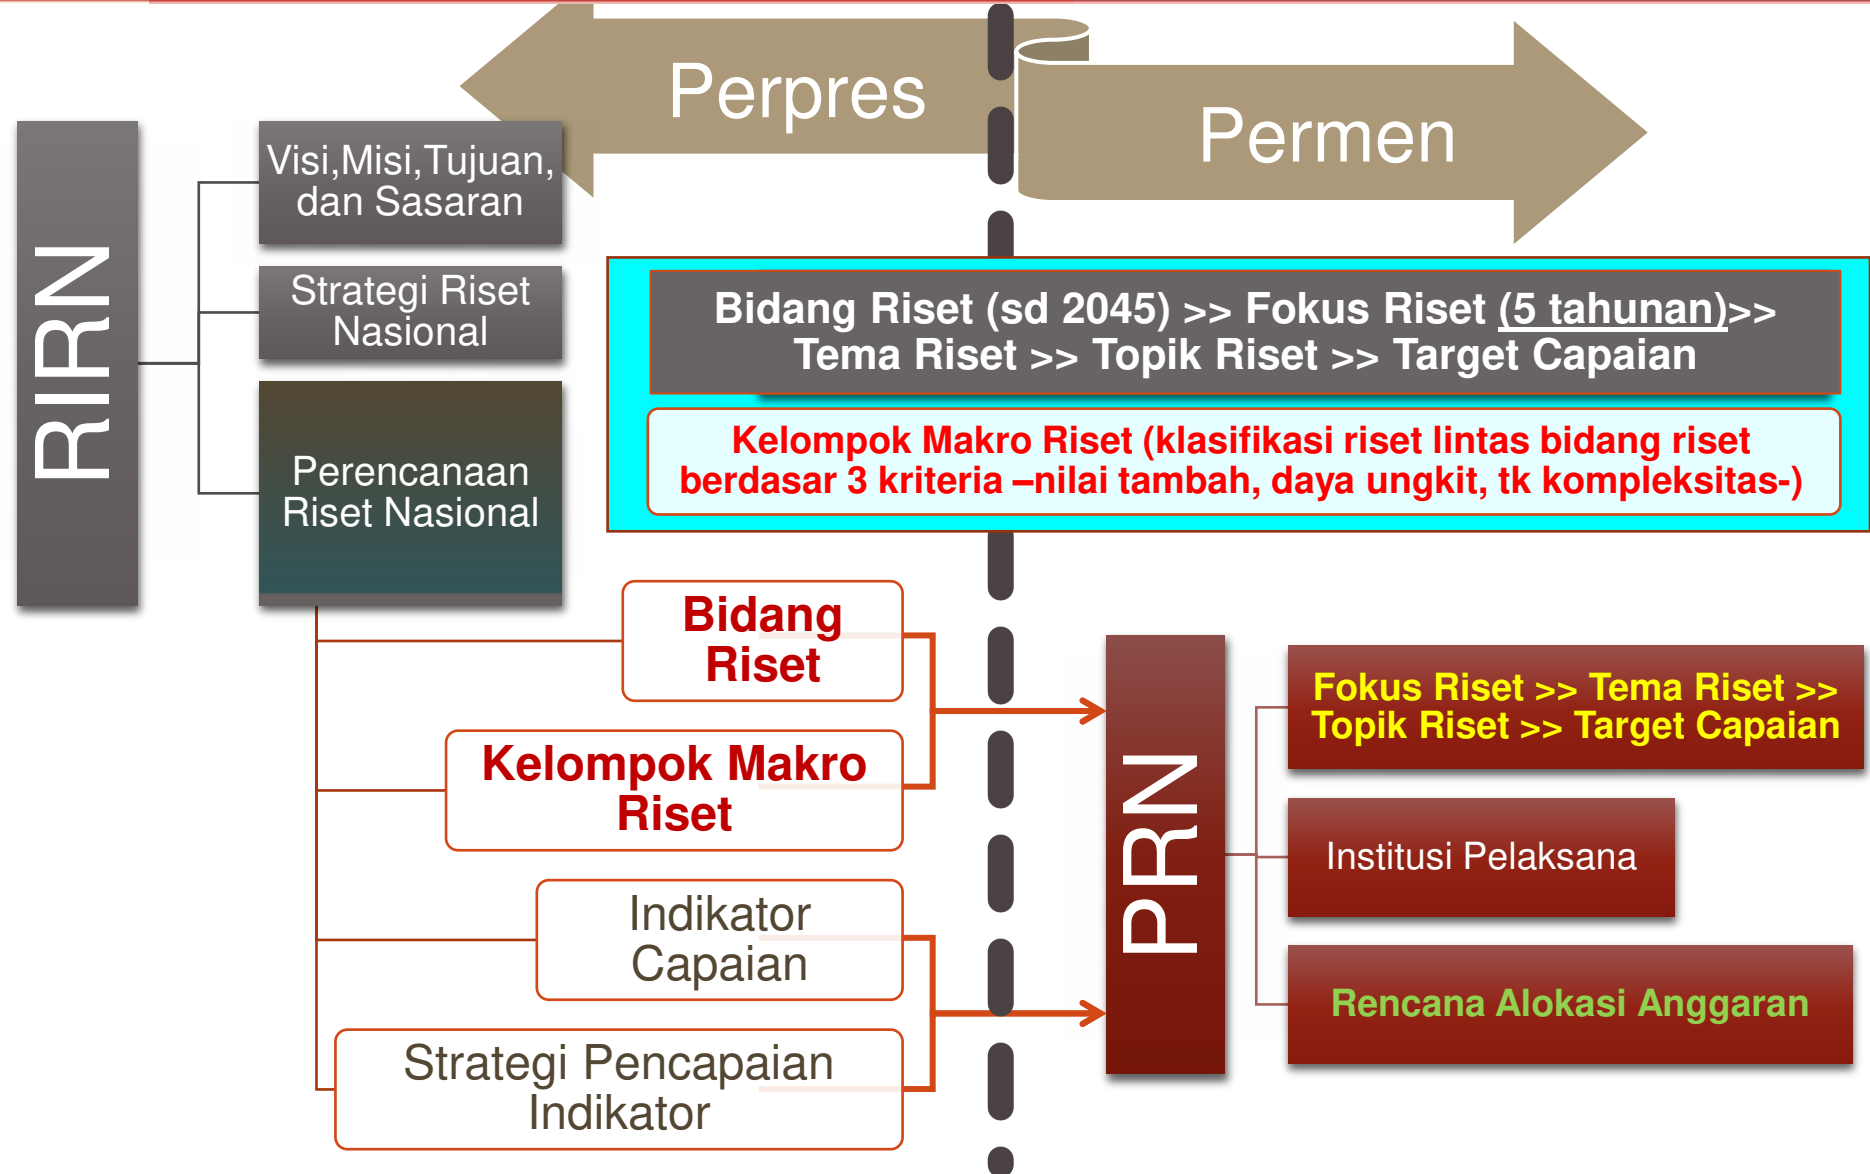 Perpres
Permen
RIRN
Visi,Misi,Tujuan,
dan Sasaran
Strategi Riset
Nasional
Perencanaan
Riset Nasional
Bidang Riset (sd 2045) >> Fokus Riset (5 tahunan)>>
Tema Riset >> Topik Riset >> Target Capaian
Kelompok Makro Riset (klasifikasi riset lintas bidang riset
berdasar 3 kriteria –nilai tambah, daya ungkit, tk kompleksitas-)
Bidang
Riset
Kelompok Makro
Riset
Indikator
Capaian
Strategi Pencapaian
Indikator
PRN
Fokus Riset >> Tema Riset >>
Topik Riset >> Target Capaian
Institusi Pelaksana
Rencana Alokasi Anggaran